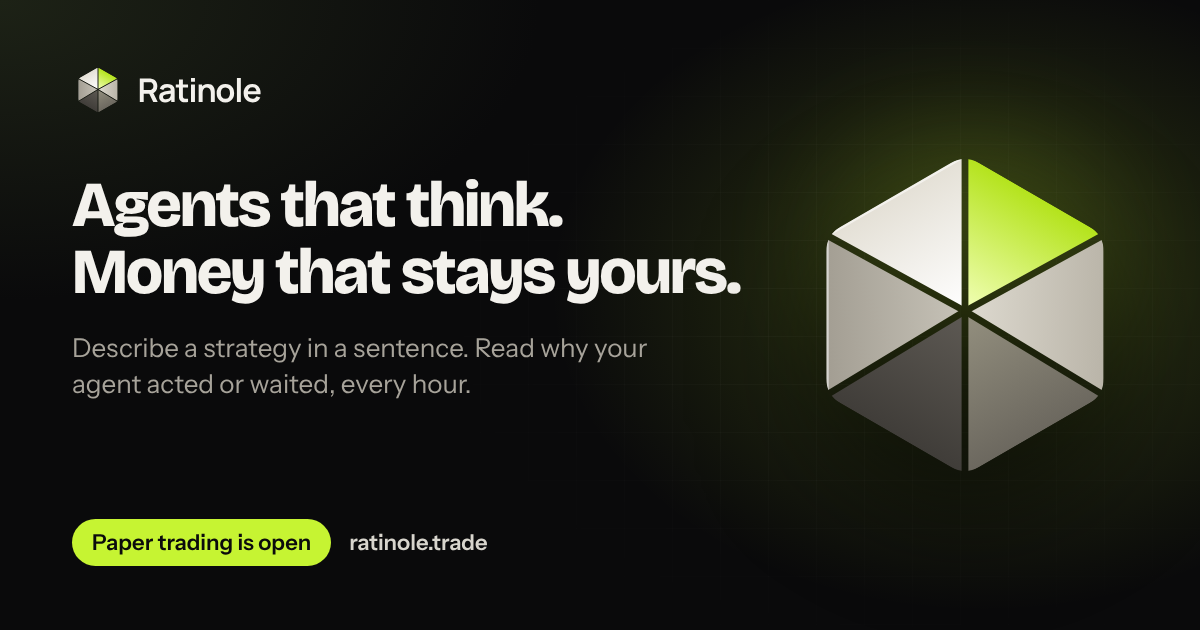 Ratinole
Agents that think.
Money that stays yours.
Describe a strategy in a sentence. Read why your
agent acted or waited, every hour.
Paper trading is open
ratinole.trade